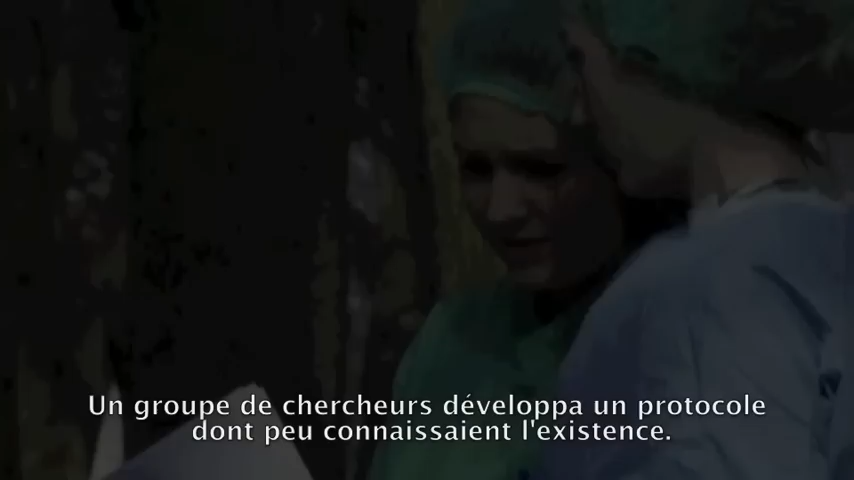 Un groupe de chercheurs développa un protocole
dont peu connaissaient l'existence.